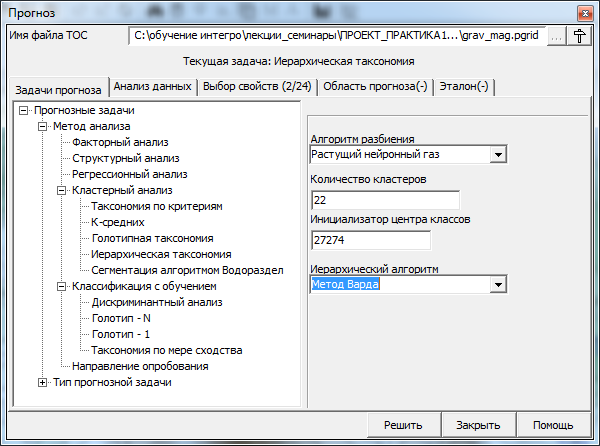 Прогноз
Имя файла ТОС C:\обучение интегро\лекции_семинары\ПРОЕКТ_ПРАКТИКА1...\grav_mag.pgrid ...
Текущая задача: Иерархическая таксономия
Задачи прогноза Анализ данных Выбор свойств (2/24) Область прогноза(-) Эталон(-)
Прогнозные задачи
Метод анализа
Факторный анализ
Структурный анализ
Регрессионный анализ
Кластерный анализ
Таксономия по критериям
К-средних
Голотипная таксономия
Иерархическая таксономия
Сегментация алгоритмом Водораздел
Классификация с обучением
Дискриминантный анализ
Голотип - N
Голотип - 1
Таксономия по мере сходства
Направление опробования
Тип прогнозной задачи
Алгоритм разбиения
Растущий нейронный газ
Количество кластеров
22
Инициализатор центра классов
27274
Иерархический алгоритм
Метод Варда
Решить Закрыть Помощь